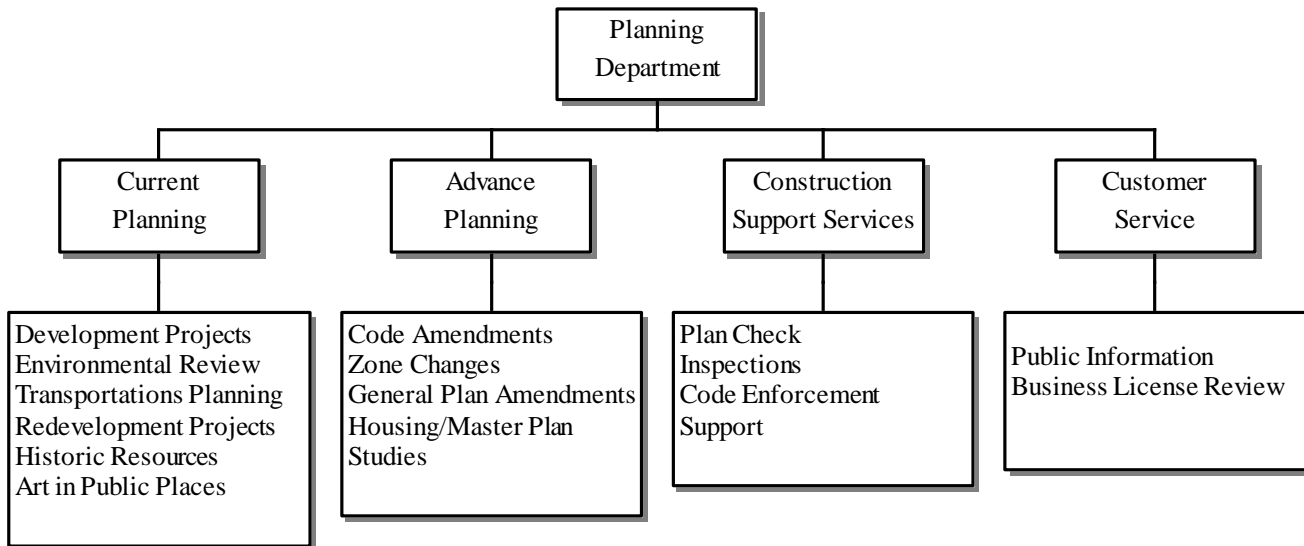 Planning
Department
Current
Planning
Advance
Planning
Construction
Support Services
Customer
Service
Development Projects
Environmental Review
Transportations Planning
Redevelopment Projects
Historic Resources
Art in Public Places
Code Amendments
Zone Changes
General Plan Amendments
Housing/Master Plan
Studies
Plan Check
Inspections
Code Enforcement
Support
Public Information
Business License Review